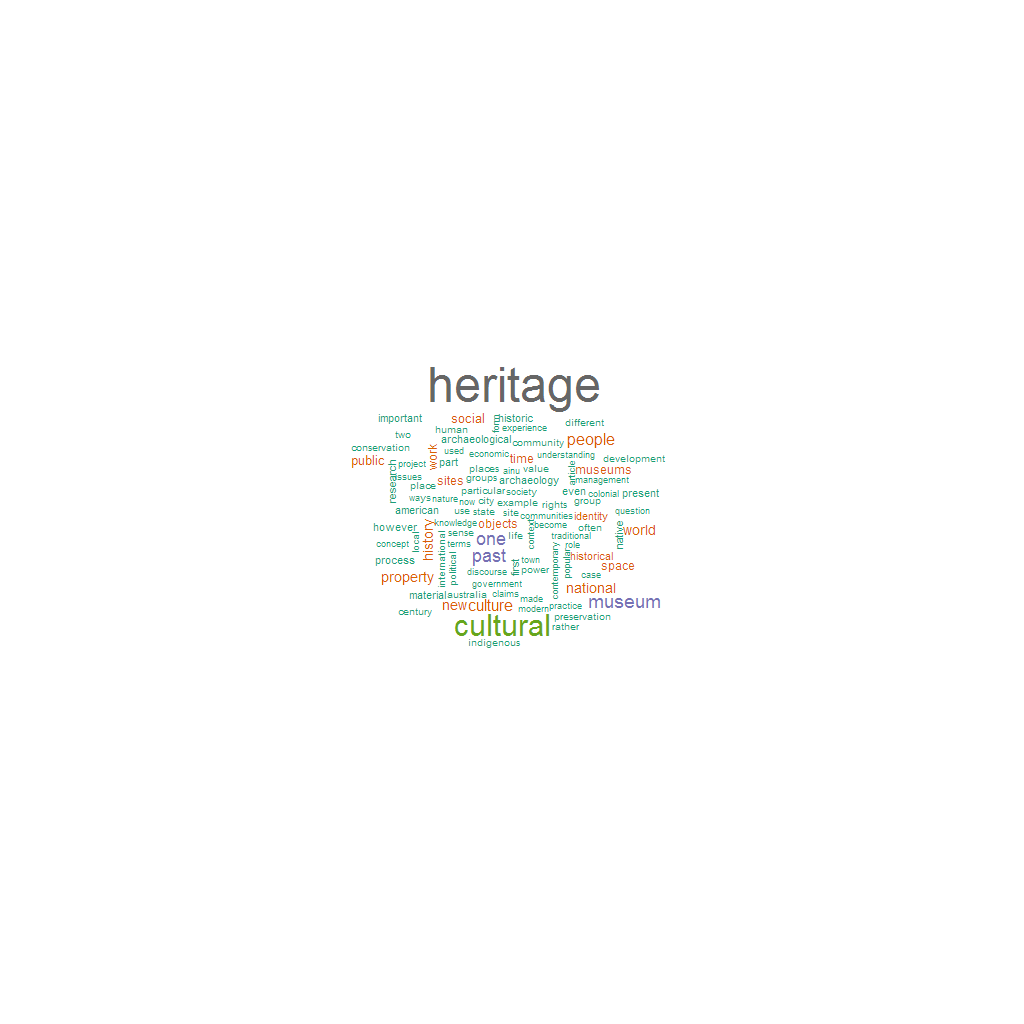 heritage
important social form historic different
two human experience
archaeological community people
conservation work used economic time understanding development
public research project part places ainu value article museums
issues sites groups archaeology management
place particular society even colonial present
ways nature now city example rights group
american use state site communities identity question
however local history knowledge objects context become often native world
sense one life traditional
concept international terms past contemporary role
process political first town popular historical space
discourse power case
property government national
material australia claims made museum
century new culture modern practice
cultural preservation
rather
indigenous